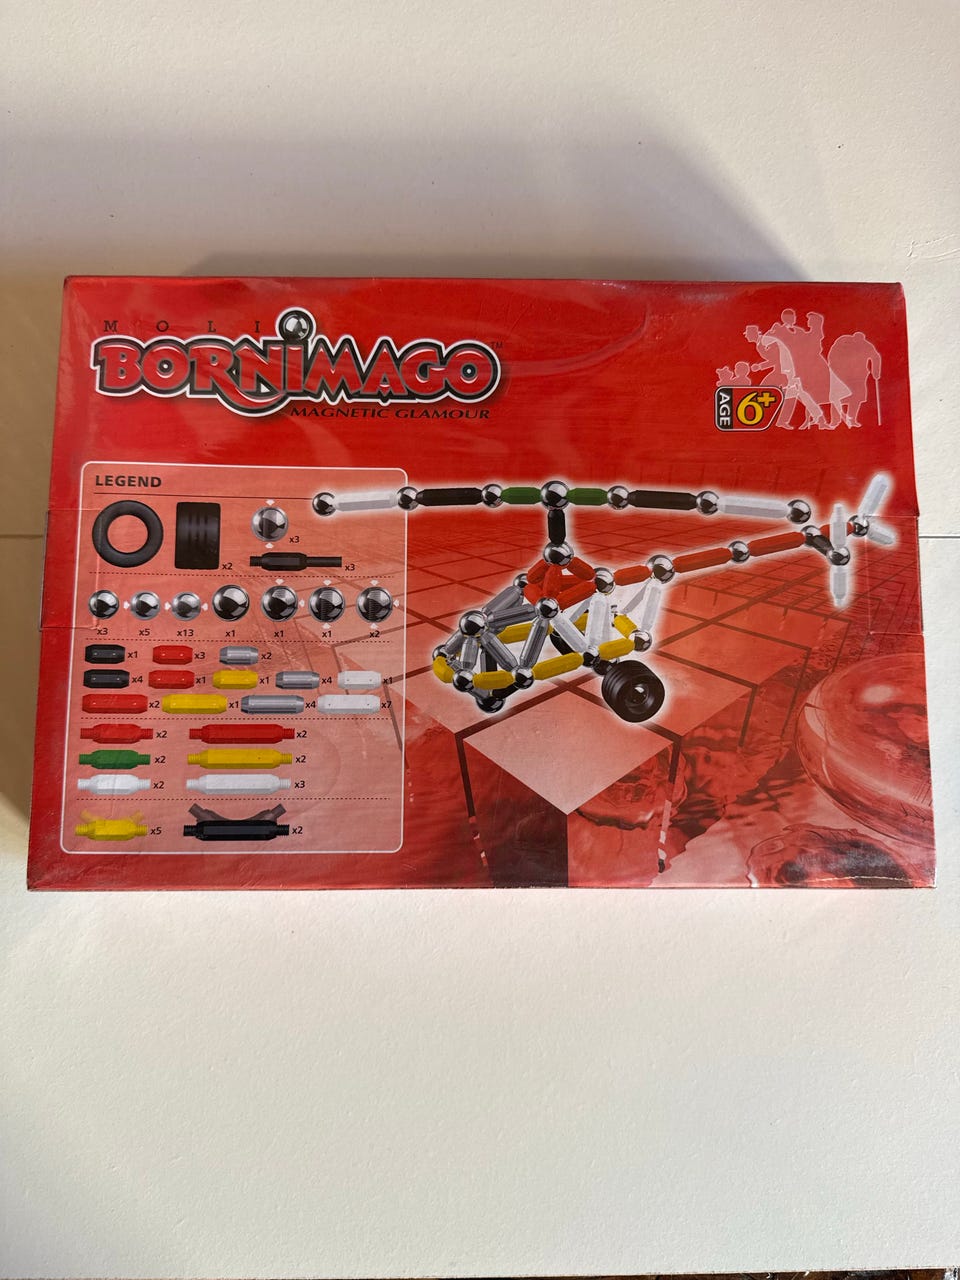 MOLI
BORNIMAGO™
MAGNETIC GLAMOUR
AGE 6+
LEGEND
x2
x3
x3
x3 x5 x13 x1 x1 x1 x2
x1 x3 x2
x4 x1 x1 x4 x1
x2 x1 x4 x7
x2 x2
x2 x2
x2 x3
x5 x2